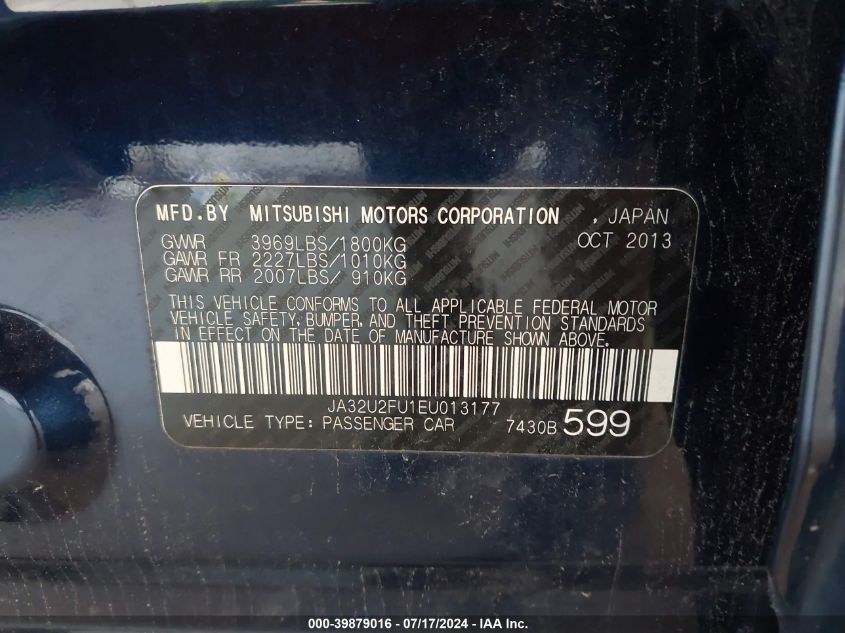 MFD.BY MITSUBISHI MOTORS CORPORATION , JAPAN
GVWR 3969LBS/1800KG OCT 2013
GAWR FR 2227LBS/1010KG
GAWR RR 2007LBS/ 910KG
THIS VEHICLE CONFORMS TO ALL APPLICABLE FEDERAL MOTOR
VEHICLE SAFETY, BUMPER, AND THEFT PREVENTION STANDARDS
IN EFFECT ON THE DATE OF MANUFACTURE SHOWN ABOVE.
JA32U2FU1EU013177
VEHICLE TYPE: PASSENGER CAR 7430B 599
000-39879016 / 07/17/2024 - IAA Inc.